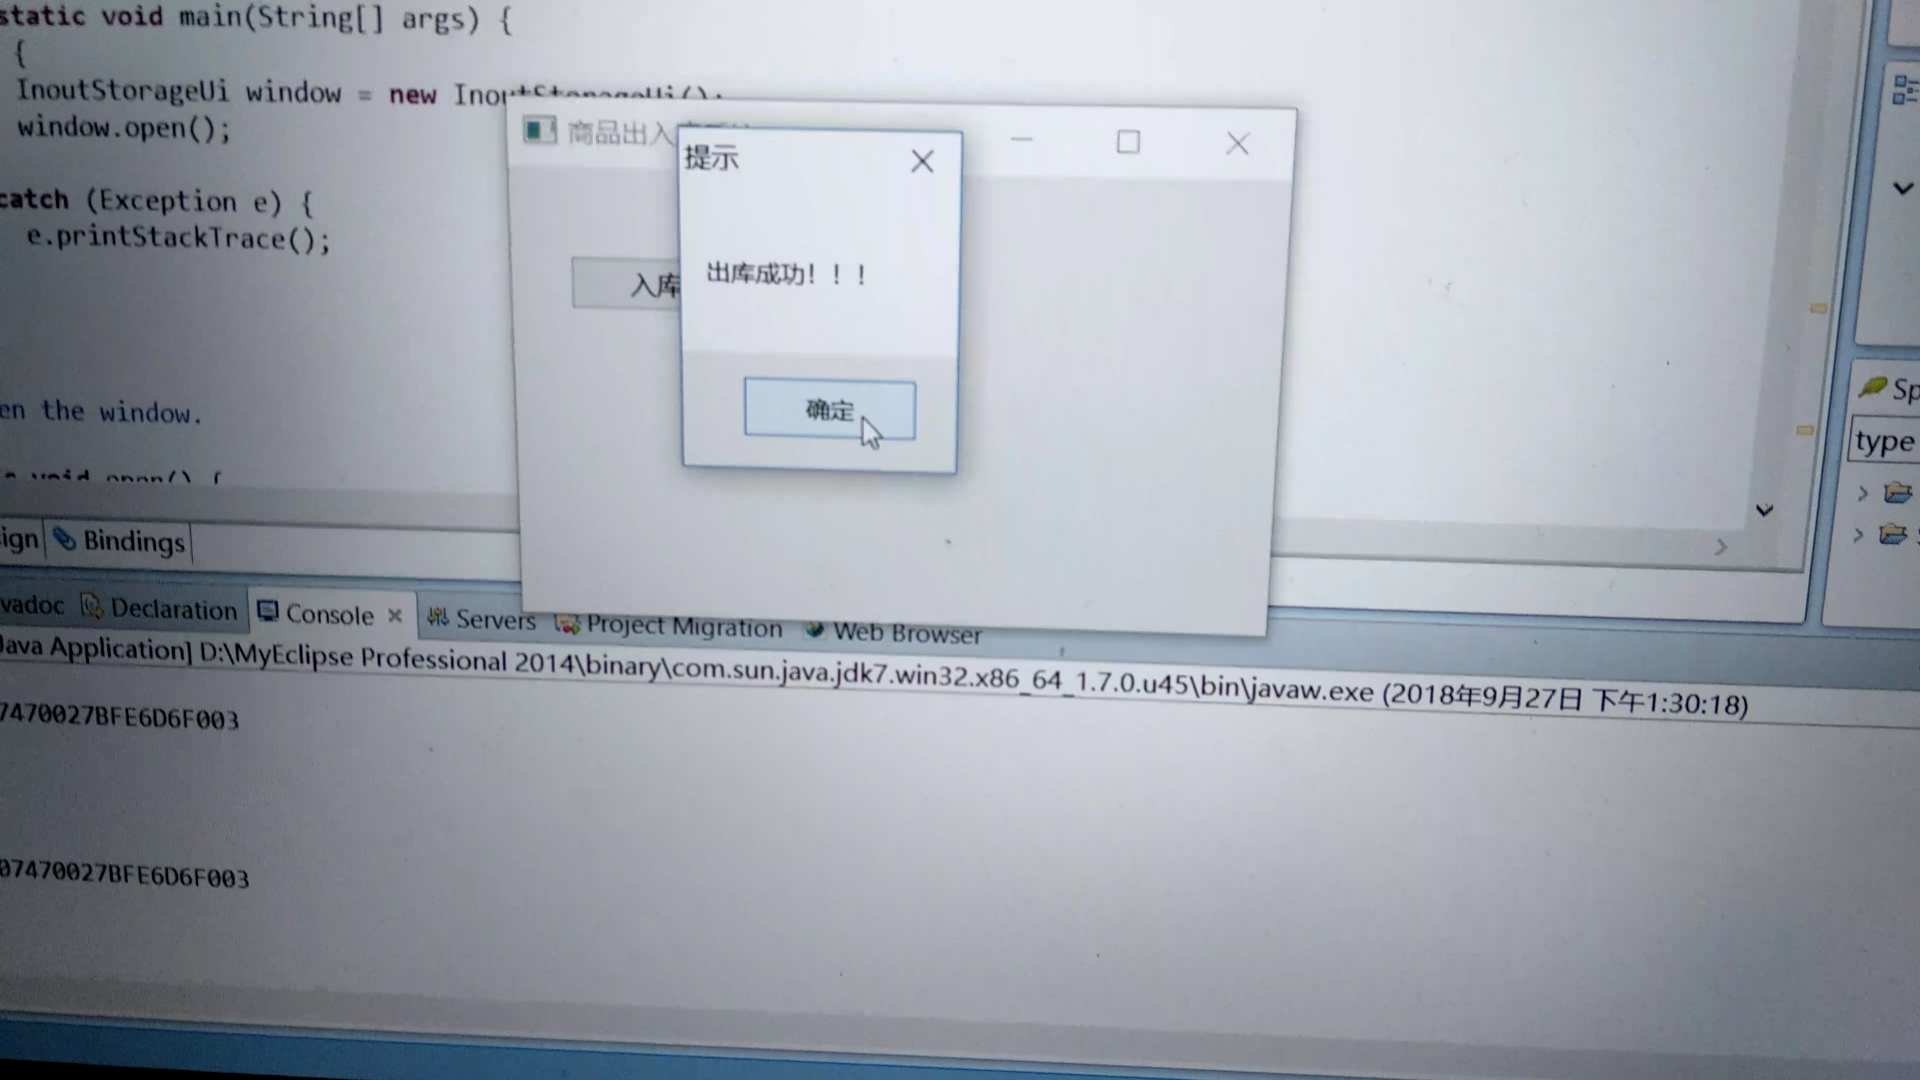 static void main(String[] args) {
{
InoutStorageUi window = new InoutStorageUi();
window.open();
catch (Exception e) {
e.printStackTrace();
en the window.
void open() {
商品出入
提示
出库成功！！！
确定
入库
ign
Bindings
vadoc
Declaration
Console
Servers
Project Migration
Web Browser
Java Application] D:\MyEclipse Professional 2014\binary\com.sun.java.jdk7.win32.x86_64_1.7.0.u45\bin\javaw.exe (2018年9月27日 下午1:30:18)
7470027BFE6D6F003
07470027BFE6D6F003
Sp
type